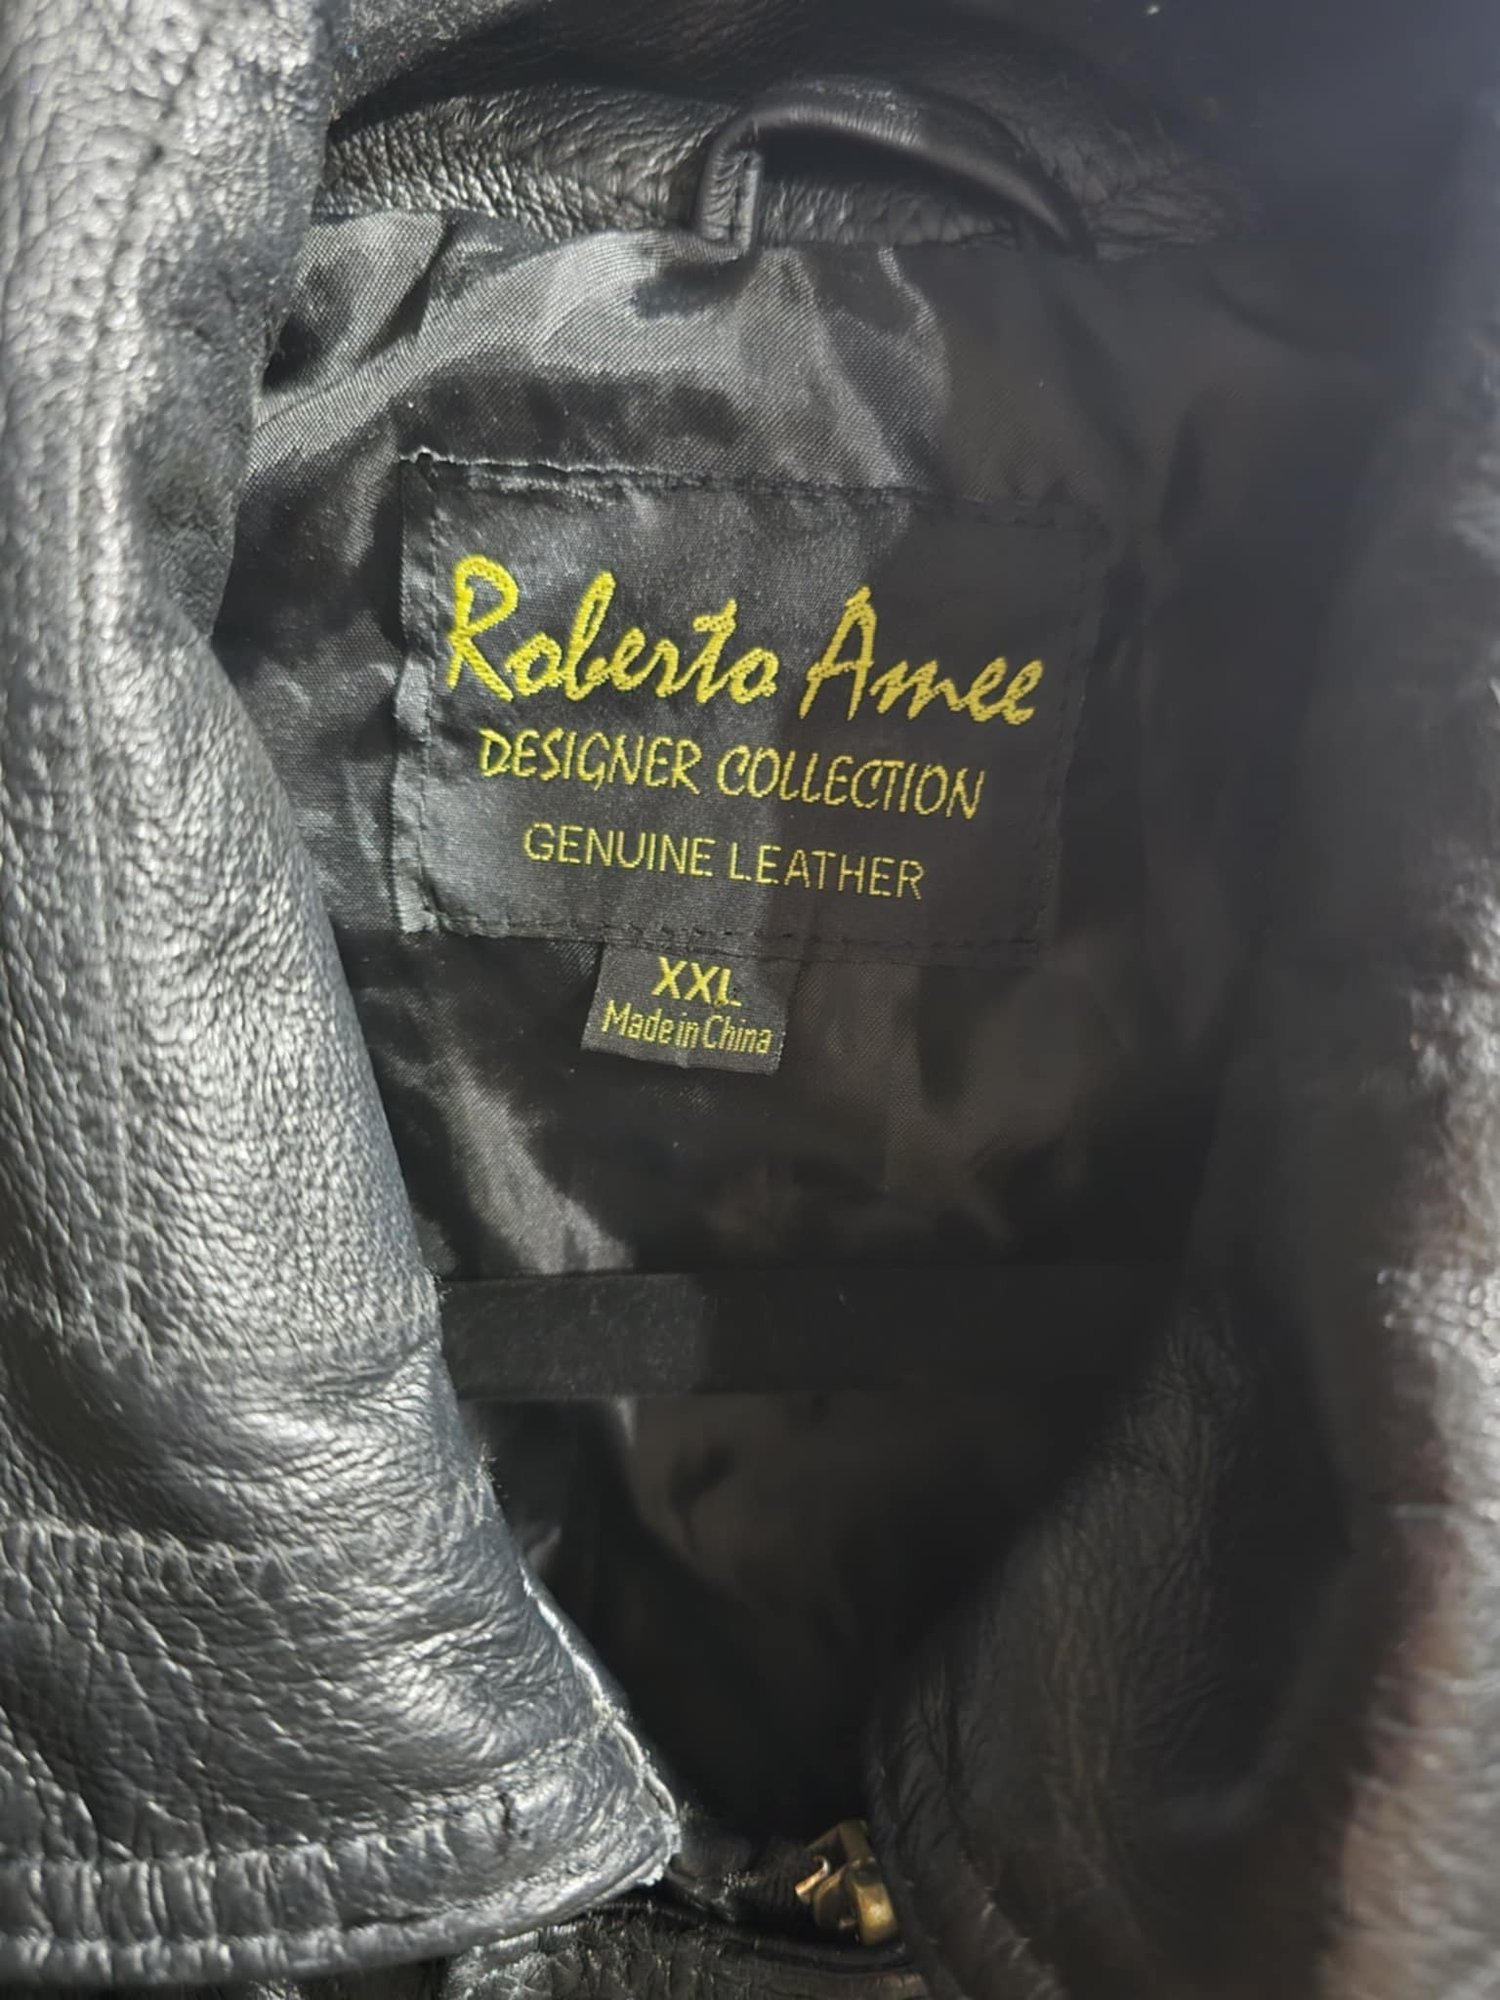 Roberto Amee
DESIGNER COLLECTION
GENUINE LEATHER
XXL
Made in China